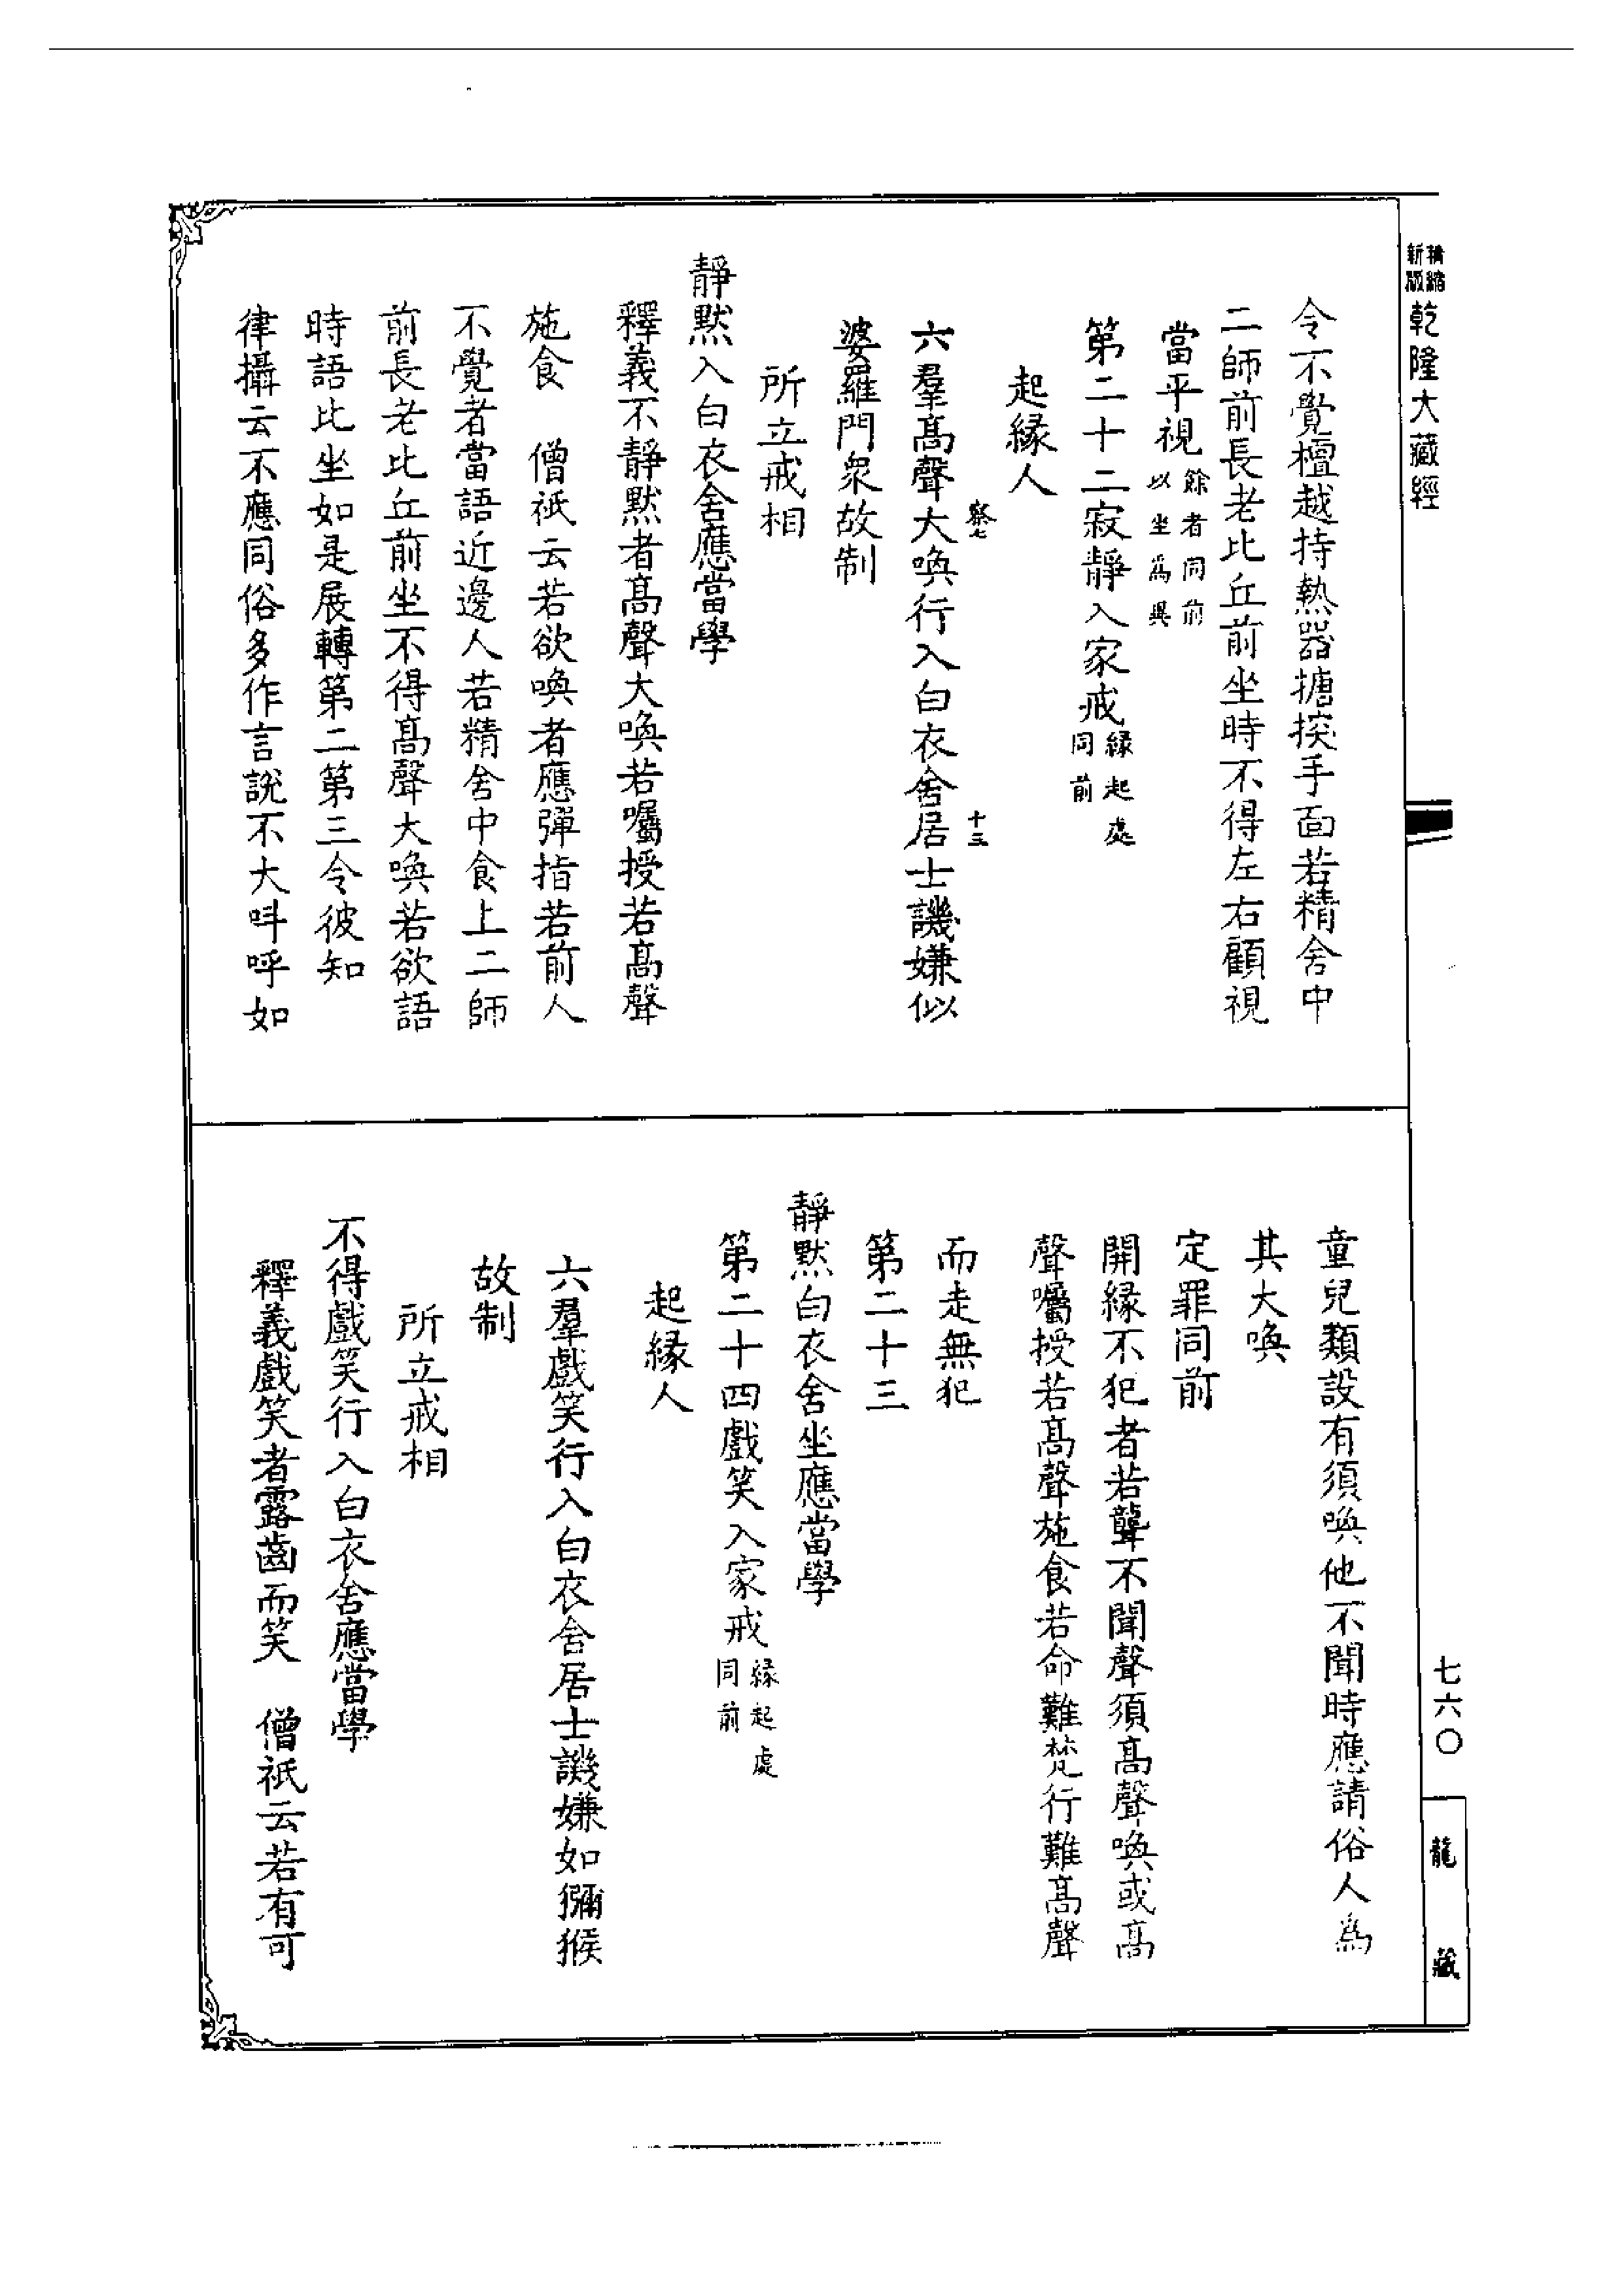 新版
精縮
乾隆大藏經
令不覺檀越持熱器搪揬手面若精舍中
二師前長老比丘前坐時不得左右顧視
當平視餘者同前以坐為異
第二十二寂靜入家戒緣起處同前
起緣人
察七
十三
六羣高聲大喚行入白衣舍居士譏嫌似
婆羅門眾故制
所立戒相
靜默入白衣舍應當學
釋義不靜默者高聲大喚若囑授若高聲
施食　僧祇云若欲喚者應彈指若前人
不覺者當語近邊人若精舍中食上二師
前長老比丘前坐不得高聲大喚若欲語
時語比坐如是展轉第二第三令彼知
律攝云不應同俗多作言說不大呌呼如
童兒類設有須喚他不聞時應請俗人為
其大喚
定罪同前
開緣不犯者若聾不聞聲須高聲喚或高
聲囑授若高聲施食若命難梵行難高聲
而走無犯
第二十三
靜默白衣舍坐應當學
第二十四戲笑入家戒緣起處同前
起緣人
六羣戲笑行入白衣舍居士譏嫌如獼猴
故制
所立戒相
不得戲笑行入白衣舍應當學
釋義戲笑者露齒而笑　僧祇云若有可
七六〇
龍藏